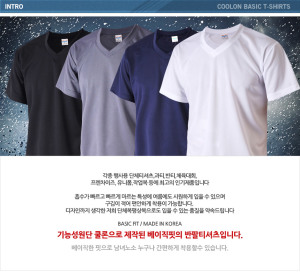 INTRO
COOLON BASIC T-SHIRTS
각종 행사용 단체티셔츠,과티,반티,체육대회,
프랜차이즈, 유니폼,작업복 등에 최고의 인기제품입니다
흡수가 빠르고 빠르게 마르는 특성에 여름에도 시원하게 입을 수 있으며
구김이 적어 편안하게 착용이 가능합니다.
디자인까지 생각한 저희 단체복행상복으로도 입을 수 있는 품질을 약속드립니다
BASIC FIT / MADE IN KOREA
기능성원단 쿨론으로 제작된 베이직핏의 반팔티셔츠입니다.
베이직한 핏으로 남녀노소 누구나 간편하게 착용할수 있습니다.